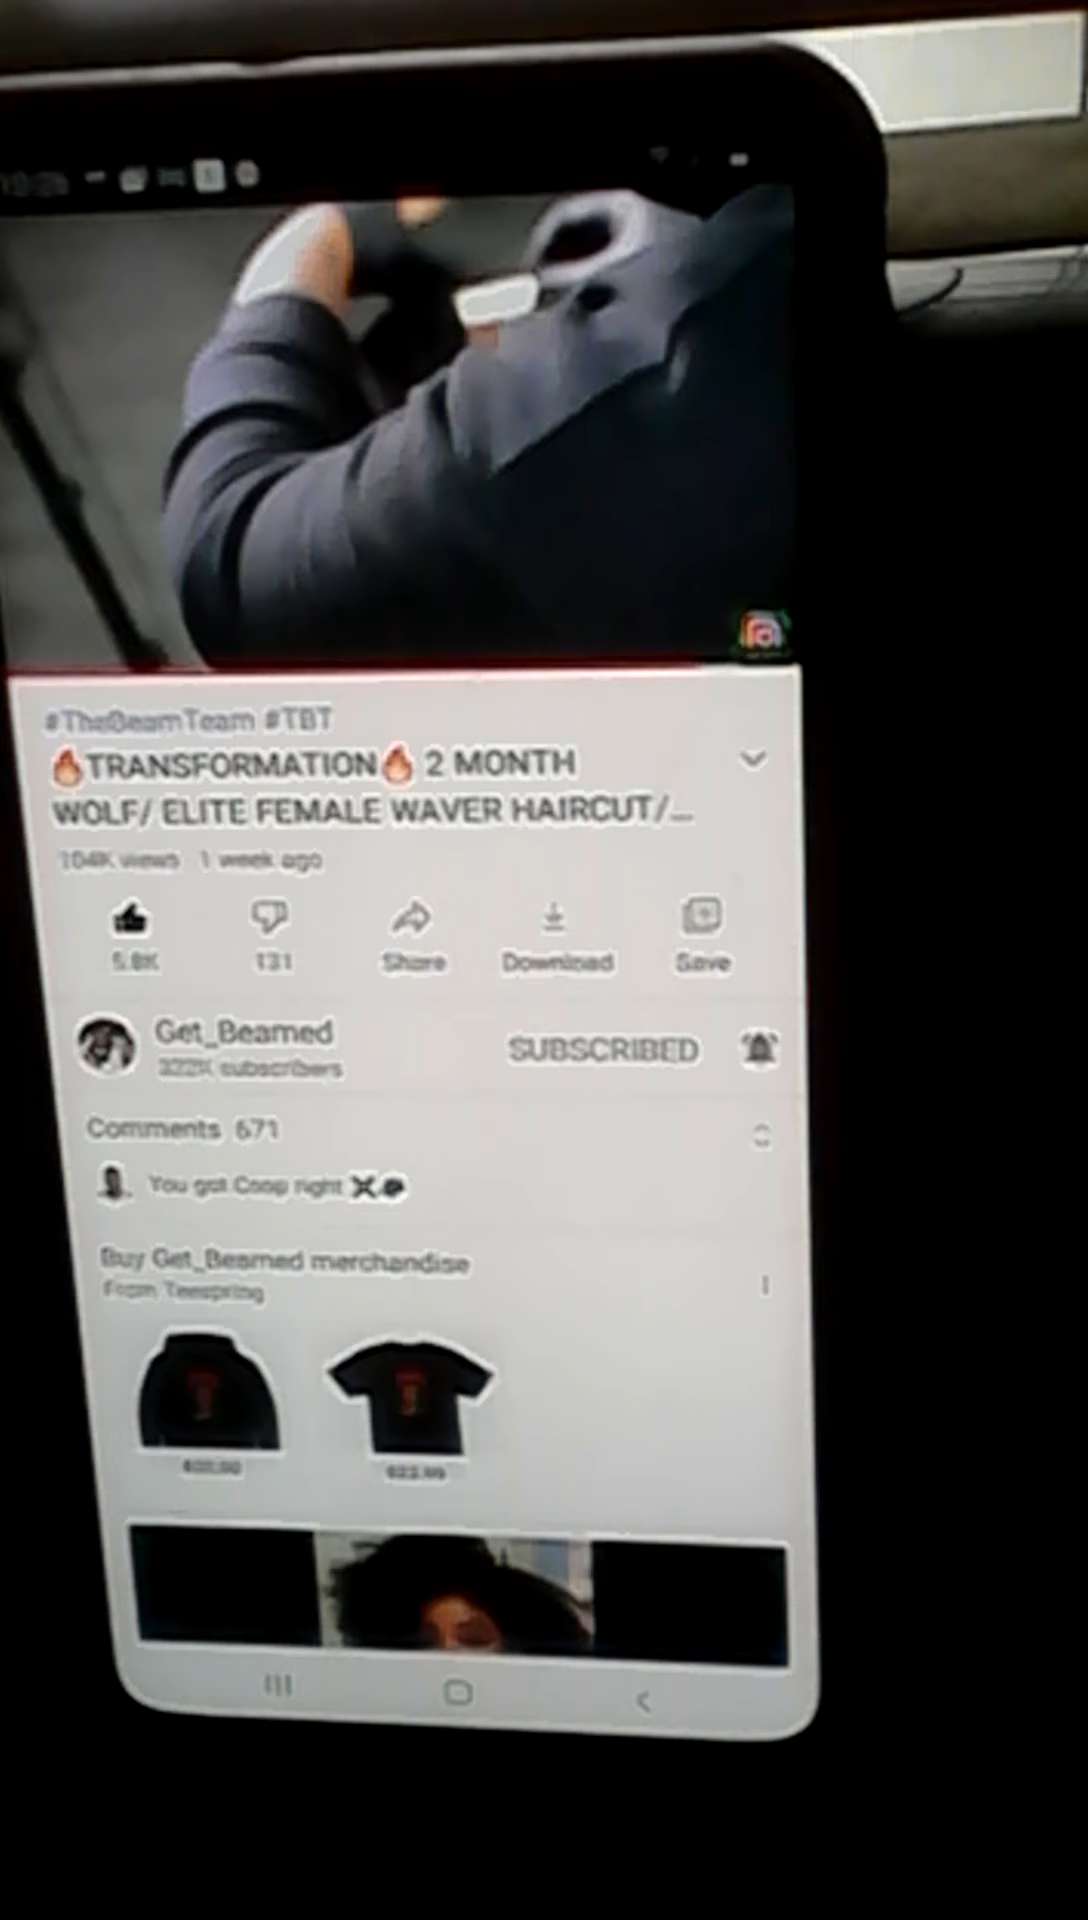 #TheBeamTeam #TBT
🔥TRANSFORMATION🔥 2 MONTH
WOLF/ ELITE FEMALE WAVER HAIRCUT/...
104K views 1 week ago
5.8K 131 Share Download Save
Get_Beamed
322K subscribers
SUBSCRIBED
Comments 671
You got Coop right
Buy Get_Beamed merchandise
From Teespring